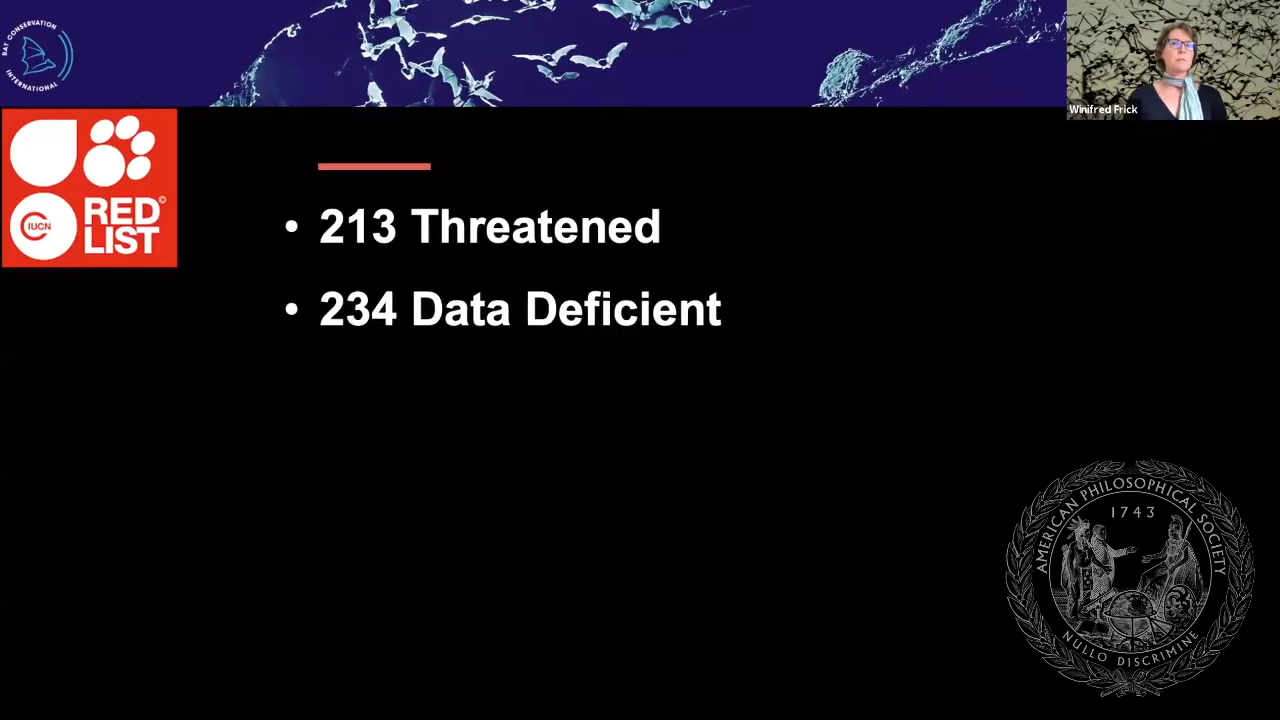 BAT CONSERVATION
INTERNATIONAL
Winifred Frick
IUCN
RED
LIST
©
• 213 Threatened
• 234 Data Deficient
AMERICAN PHILOSOPHICAL SOCIETY
1743
NULLO DISCRIMINE